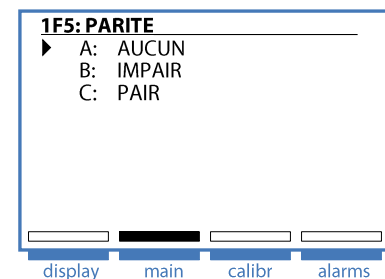 1F5: PARITE
A: AUCUN
B: IMPAIR
C: PAIR
display main calibr alarms